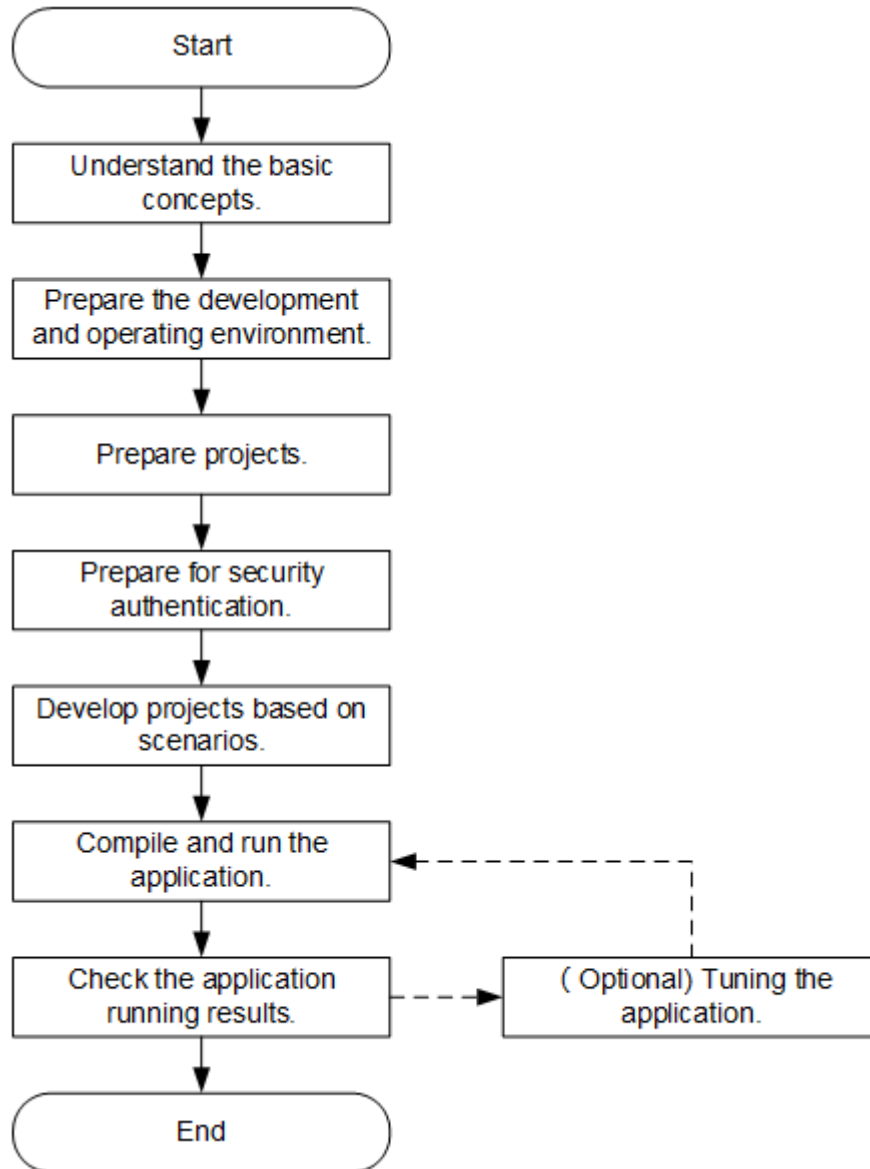 Start
Understand the basic
concepts.
Prepare the development
and operating environment.
Prepare projects.
Prepare for security
authentication.
Develop projects based on
scenarios.
Compile and run the
application.
Check the application
running results.
( Optional) Tuning the
application.
End